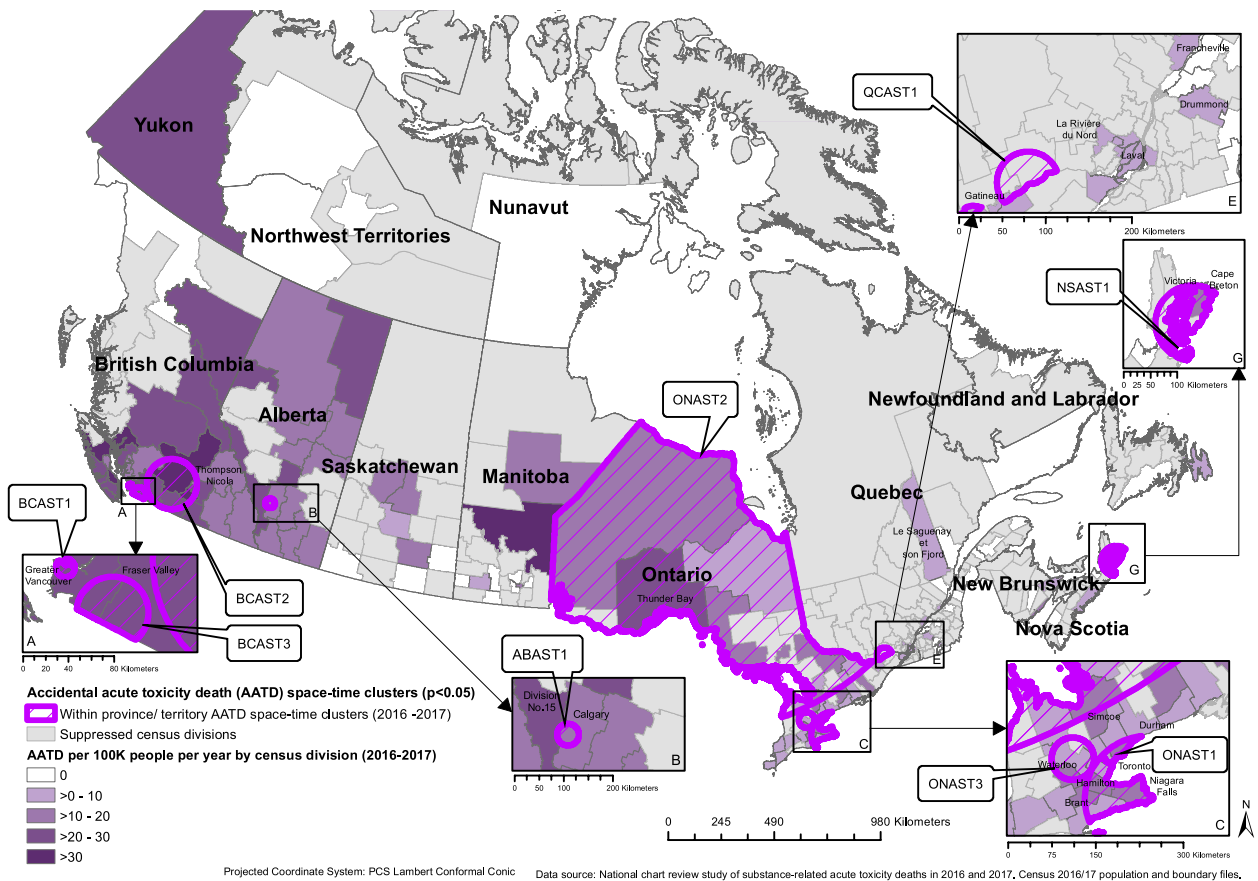 Yukon
Northwest Territories
Nunavut
British Columbia
Alberta
Saskatchewan
Manitoba
Ontario
Thunder Bay
Quebec
Le Saguenay
et
son Fjord
Newfoundland and Labrador
New Brunswick
Nova Scotia
Thompson
Nicola
A
B
C
E
G
ONAST2
BCAST1
BCAST2
BCAST3
Greater
Vancouver
Fraser Valley
A
0 20 40 80 Kilometers
ABAST1
Division
No.15
Calgary
B
0 50 100 200 Kilometers
QCAST1
Francheville
Drummond
La Rivière
du Nord
Laval
Gatineau
E
0 50 100 200 Kilometers
NSAST1
Victoria
Cape
Breton
G
0 25 50 100 Kilometers
Simcoe
Durham
ONAST1
Waterloo
Toronto
ONAST3
Hamilton
Niagara
Falls
Brant
C
0 75 150 300 Kilometers
N
0 245 490 980 Kilometers
Accidental acute toxicity death (AATD) space-time clusters (p<0.05)
Within province/ territory AATD space-time clusters (2016 -2017)
Suppressed census divisions
AATD per 100K people per year by census division (2016-2017)
0
>0 - 10
>10 - 20
>20 - 30
>30
Projected Coordinate System: PCS Lambert Conformal Conic
Data source: National chart review study of substance-related acute toxicity deaths in 2016 and 2017, Census 2016/17 population and boundary files.